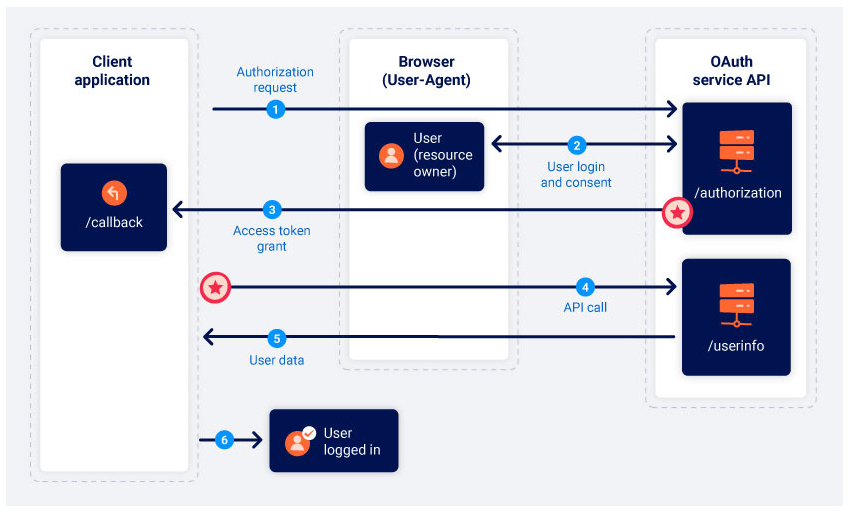 Client
application
Browser
(User-Agent)
OAuth
service API
Authorization
request
1
User
(resource
owner)
2
User login
and consent
/authorization
/callback
3
Access token
grant
4
API call
/userinfo
5
User data
6
User
logged in